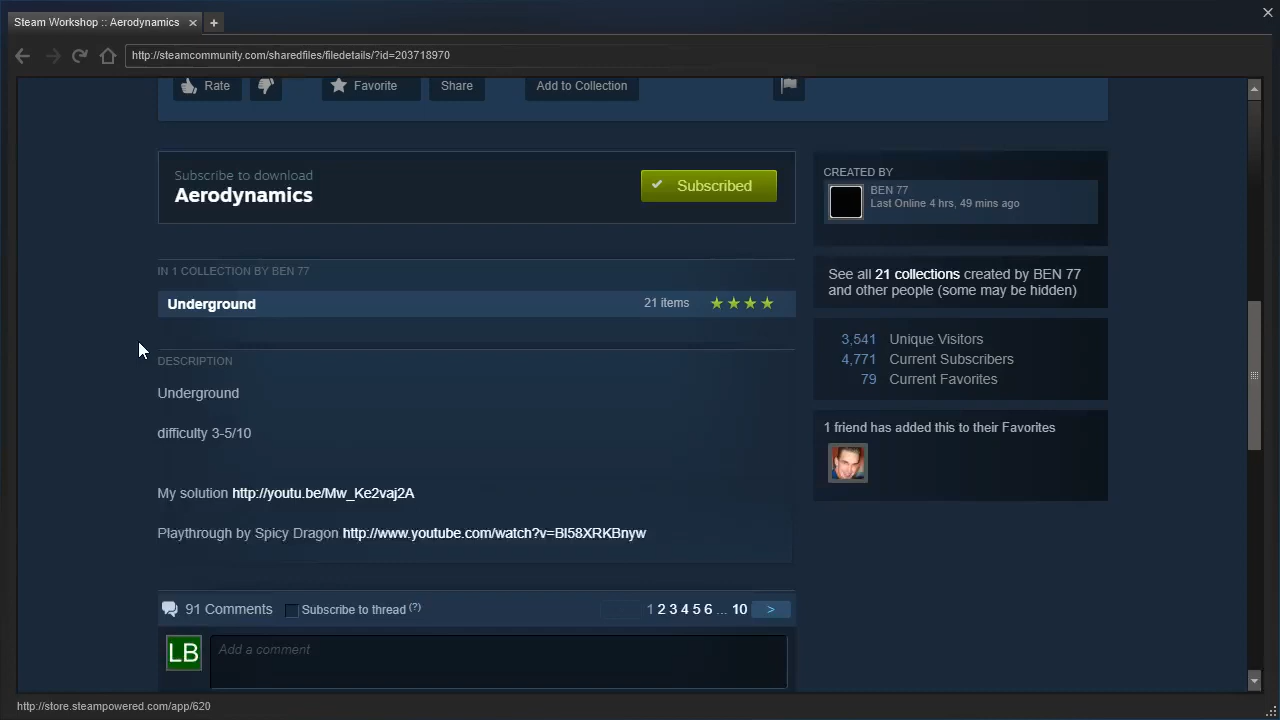 Steam Workshop :: Aerodynamics
http://steamcommunity.com/sharedfiles/filedetails/?id=203718970
Rate
Favorite
Share
Add to Collection
Subscribe to download
Aerodynamics
Subscribed
CREATED BY
BEN 77
Last Online 4 hrs, 49 mins ago
IN 1 COLLECTION BY BEN 77
Underground
21 items
See all 21 collections created by BEN 77
and other people (some may be hidden)
3,541 Unique Visitors
4,771 Current Subscribers
79 Current Favorites
DESCRIPTION
Underground
difficulty 3-5/10
My solution http://youtu.be/Mw_Ke2vaj2A
Playthrough by Spicy Dragon http://www.youtube.com/watch?v=Bl58XRKBnyw
1 friend has added this to their Favorites
91 Comments
Subscribe to thread (?)
1 2 3 4 5 6 ... 10 >
LB
Add a comment
http://store.steampowered.com/app/620